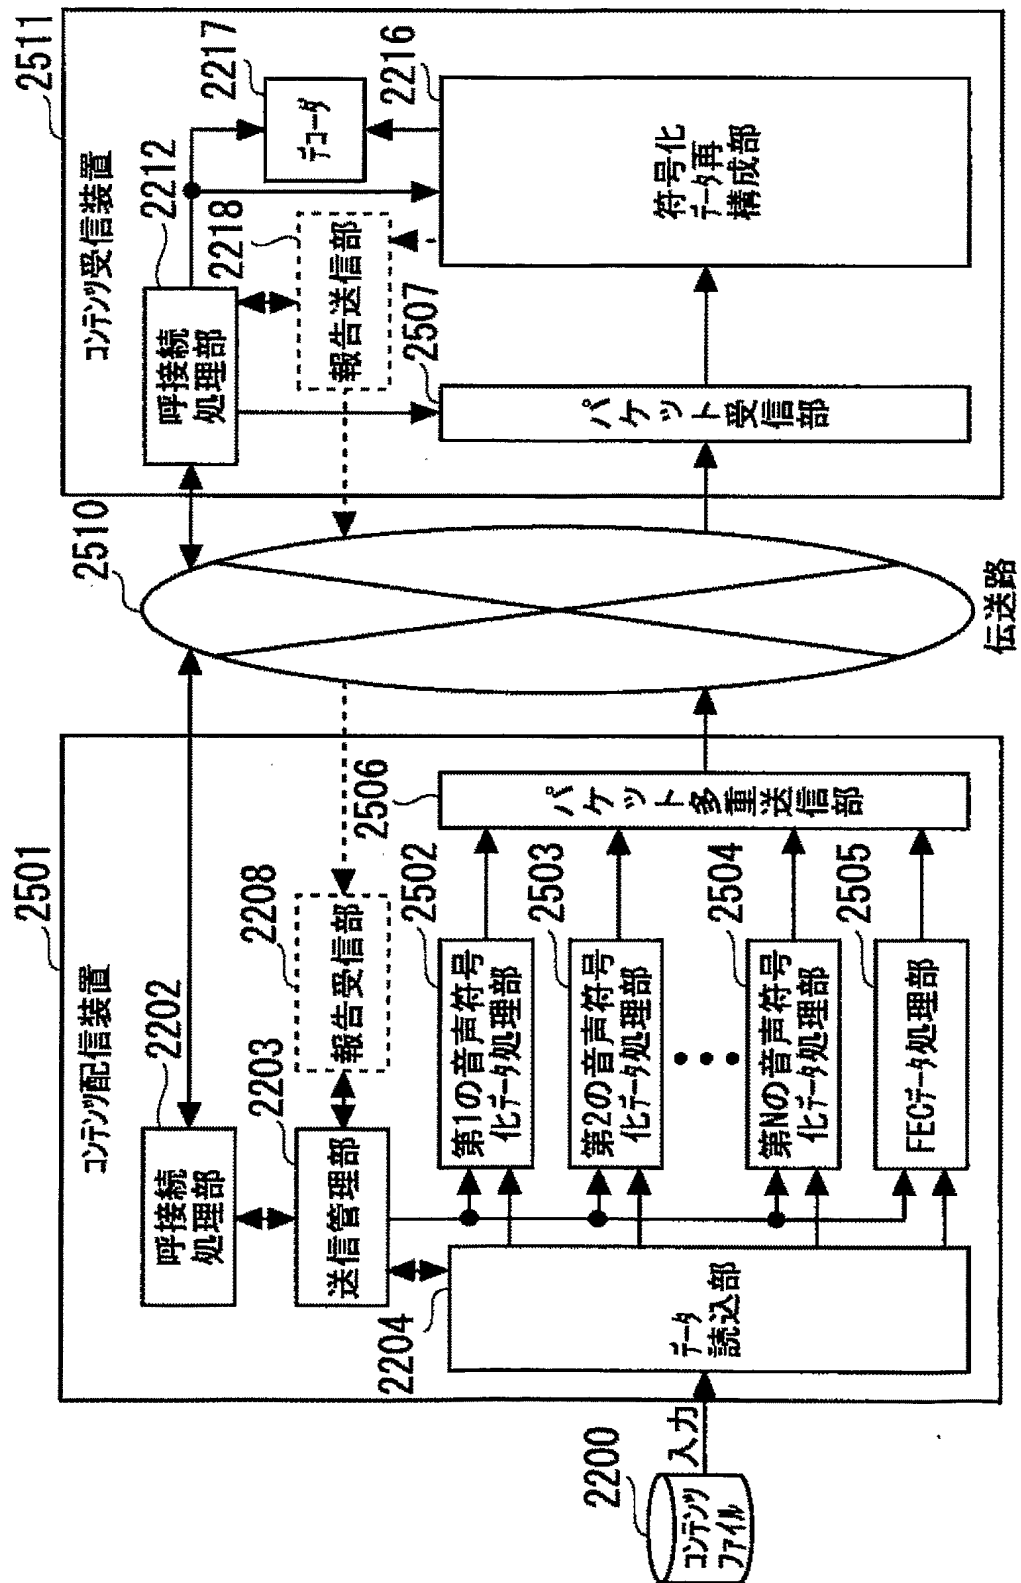 2501
コンテンツ配信装置
2202
呼接続
処理部
2203
送信管理部
2208
報告受信部
2204
データ
読込部
2200
コンテンツ
ファイル
入力
2502
第1の音声符号
化データ処理部
2503
第2の音声符号
化データ処理部
2504
第Nの音声符号
化データ処理部
2505
FECデータ処理部
2506
パケット多重送信部
2510
伝送路
2511
コンテンツ受信装置
2212
呼接続
処理部
2218
報告送信部
2217
デコーダ
2507
パケット受信部
2216
符号化
データ再
構成部